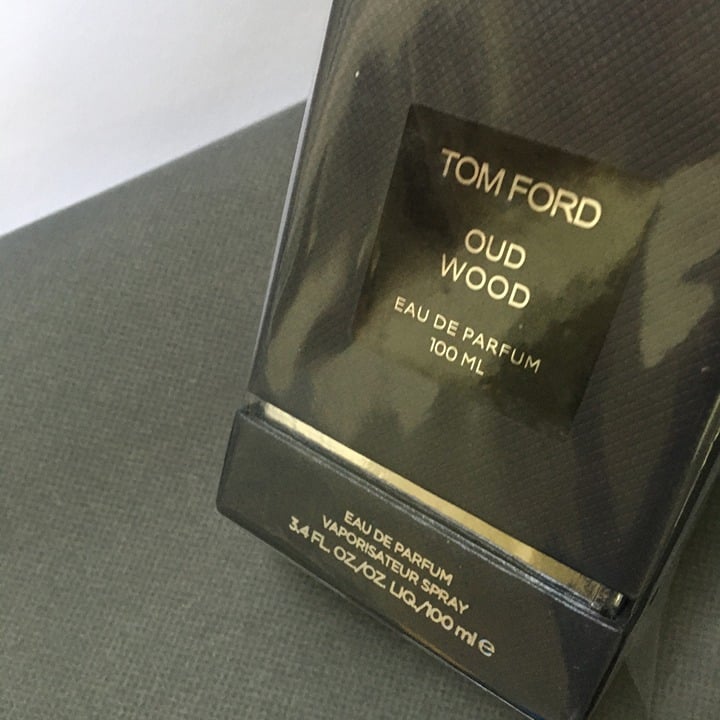 TOM FORD
OUD
WOOD
EAU DE PARFUM
100 ML
EAU DE PARFUM
VAPORISATEUR SPRAY
3.4 FL. OZ./OZ. LIQ./100 ml ℮